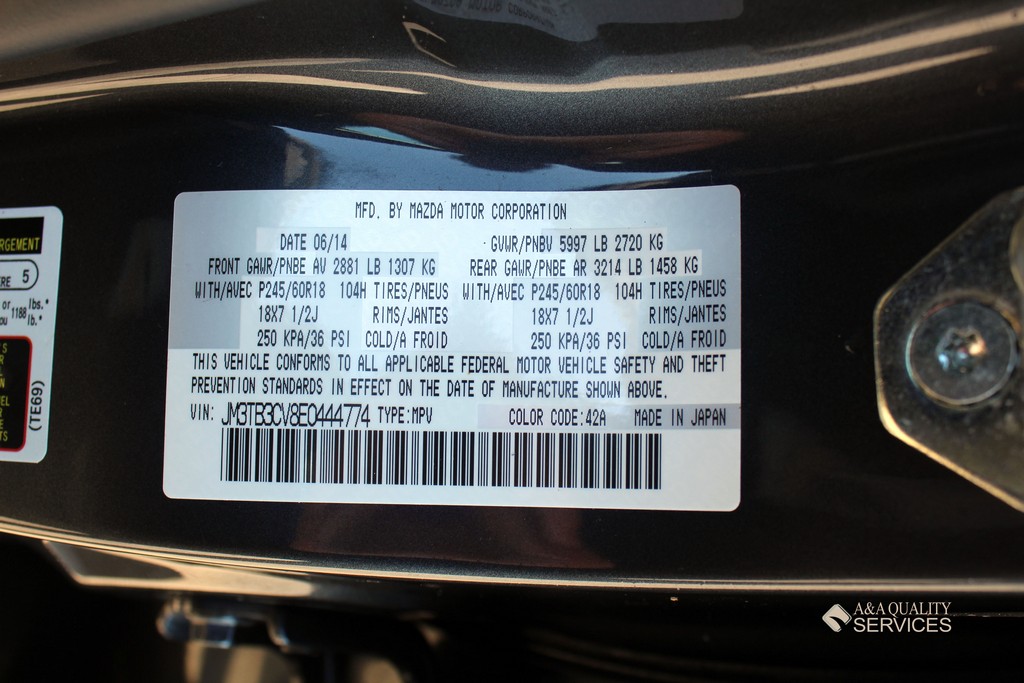 MFD. BY MAZDA MOTOR CORPORATION
DATE 06/14 GVWR/PNBV 5997 LB 2720 KG
FRONT GAWR/PNBE AV 2881 LB 1307 KG REAR GAWR/PNBE AR 3214 LB 1458 KG
WITH/AVEC P245/60R18 104H TIRES/PNEUS WITH/AVEC P245/60R18 104H TIRES/PNEUS
18X7 1/2J RIMS/JANTES 18X7 1/2J RIMS/JANTES
250 KPA/36 PSI COLD/A FROID 250 KPA/36 PSI COLD/A FROID
THIS VEHICLE CONFORMS TO ALL APPLICABLE FEDERAL MOTOR VEHICLE SAFETY AND THEFT
PREVENTION STANDARDS IN EFFECT ON THE DATE OF MANUFACTURE SHOWN ABOVE.
VIN: JM3TB3CV8E0444774 TYPE:MPV COLOR CODE:42A MADE IN JAPAN
5
or 1188 lbs.*
lb.*
(TE69)
A&A QUALITY
SERVICES